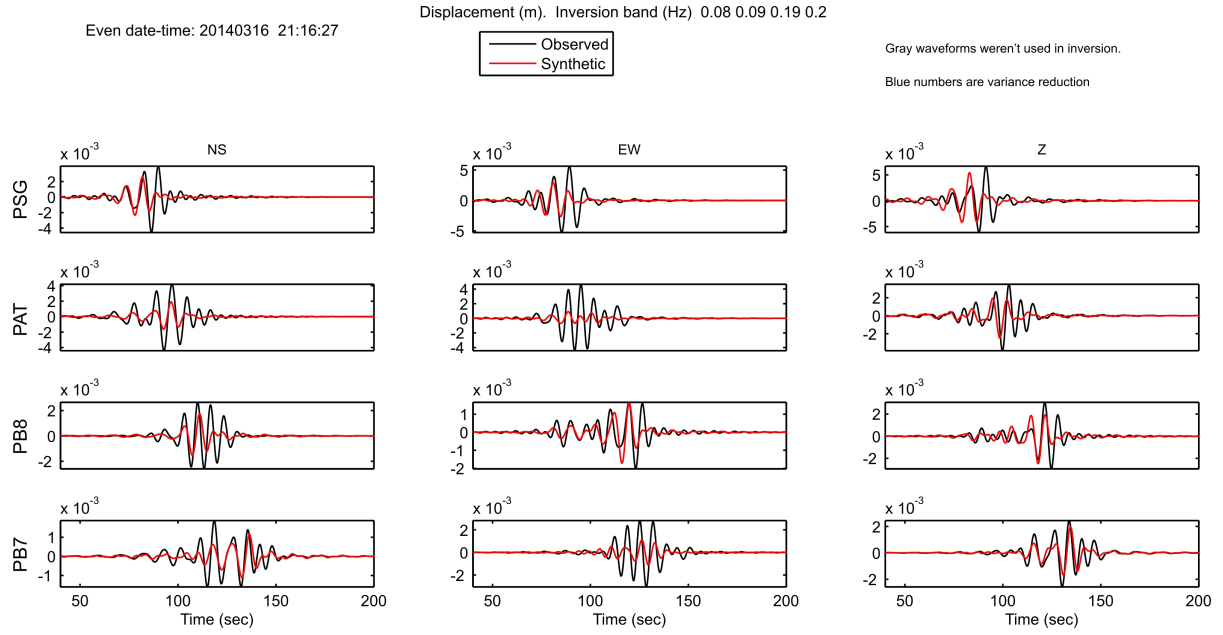 Displacement (m).  Inversion band (Hz)  0.08 0.09 0.19 0.2
Even date-time: 20140316  21:16:27
Observed
Synthetic
Gray waveforms weren't used in inversion.
Blue numbers are variance reduction
NS
EW
Z
x 10⁻³
2
0
-2
-4
PSG
x 10⁻³
5
0
-5
x 10⁻³
5
0
-5
x 10⁻³
4
2
0
-2
-4
PAT
x 10⁻³
4
2
0
-2
-4
x 10⁻³
2
0
-2
x 10⁻³
2
0
-2
PB8
x 10⁻³
1
0
-1
-2
x 10⁻³
2
0
-2
x 10⁻³
1
0
-1
PB7
x 10⁻³
2
0
-2
x 10⁻³
2
0
-2
50 100 150 200
50 100 150 200
50 100 150 200
Time (sec)
Time (sec)
Time (sec)